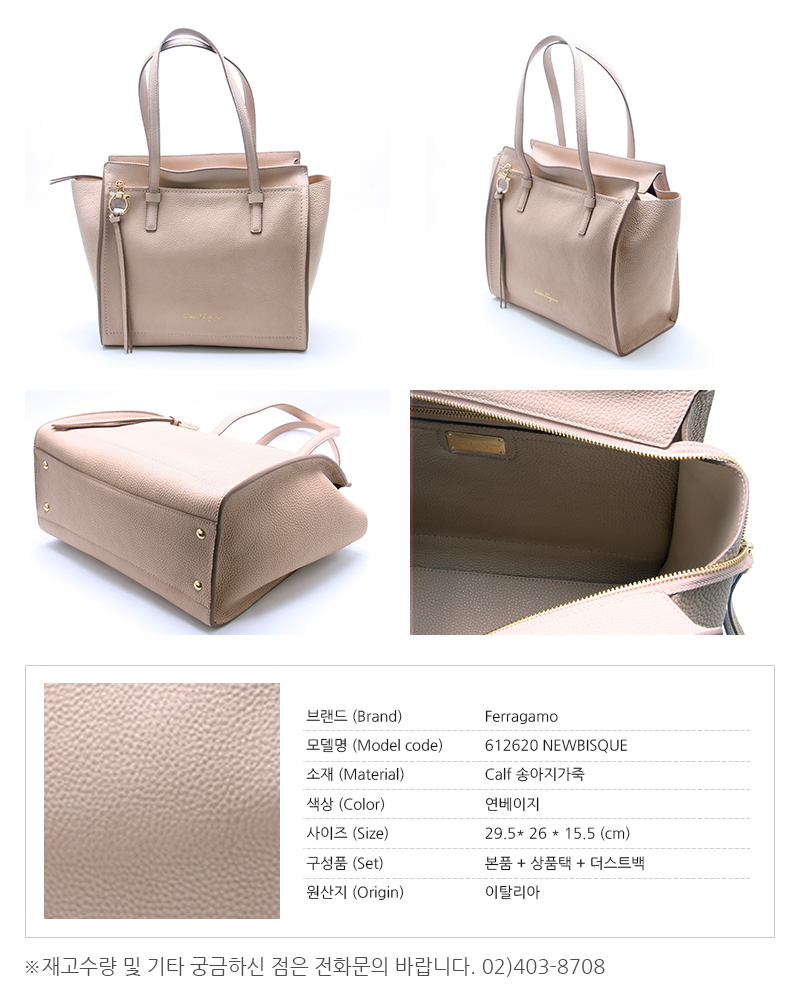 브랜드 (Brand) Ferragamo
모델명 (Model code) 612620 NEWBISQUE
소재 (Material) Calf 송아지가죽
색상 (Color) 연베이지
사이즈 (Size) 29.5* 26 * 15.5 (cm)
구성품 (Set) 본품 + 상품택 + 더스트백
원산지 (Origin) 이탈리아
※재고수량 및 기타 궁금하신 점은 전화문의 바랍니다. 02)403-8708